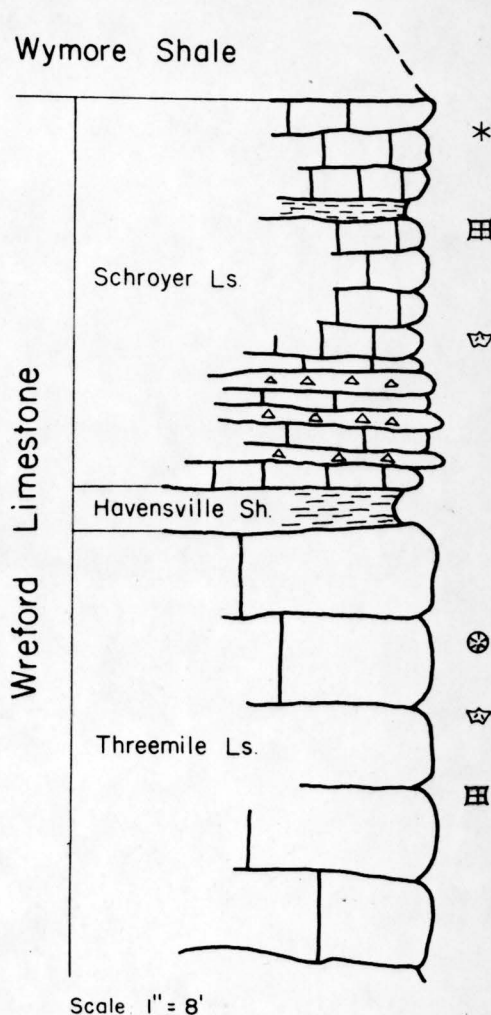 Wymore Shale
Schroyer Ls.
Wreford Limestone
Havensville Sh.
Threemile Ls.
Scale 1" = 8'